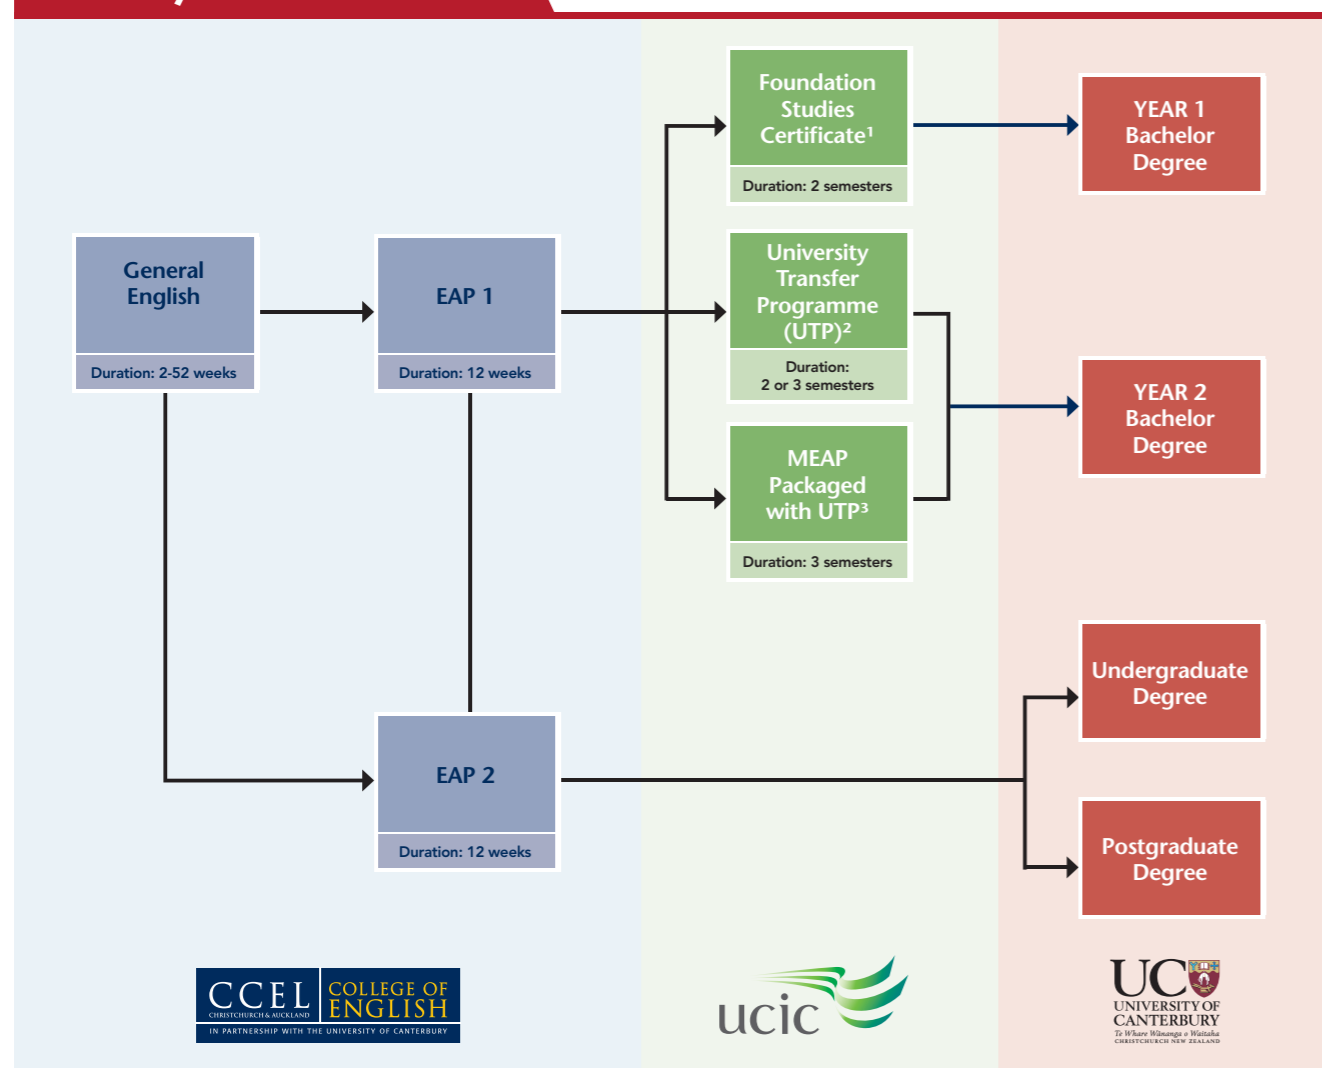 Foundation
Studies
Certificate¹
Duration: 2 semesters
YEAR 1
Bachelor
Degree
General
English
Duration: 2-52 weeks
EAP 1
Duration: 12 weeks
University
Transfer
Programme
(UTP)²
Duration:
2 or 3 semesters
YEAR 2
Bachelor
Degree
MEAP
Packaged
with UTP³
Duration: 3 semesters
Undergraduate
Degree
EAP 2
Duration: 12 weeks
Postgraduate
Degree
CCEL
CHRISTCHURCH & AUCKLAND
COLLEGE OF
ENGLISH
IN PARTNERSHIP WITH THE UNIVERSITY OF CANTERBURY
ucic
UC
UNIVERSITY OF
CANTERBURY
Te Whare Wānanga o Waitaha
CHRISTCHURCH NEW ZEALAND